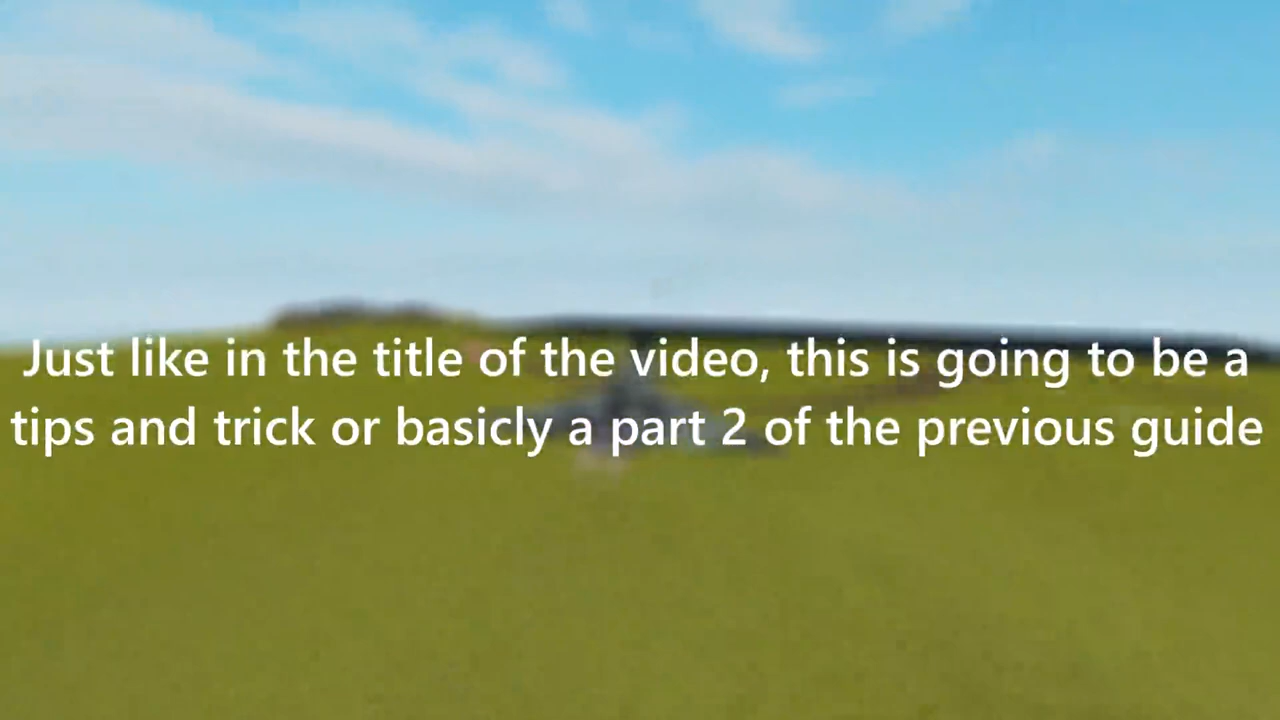 Just like in the title of the video, this is going to be a
tips and trick or basicly a part 2 of the previous guide